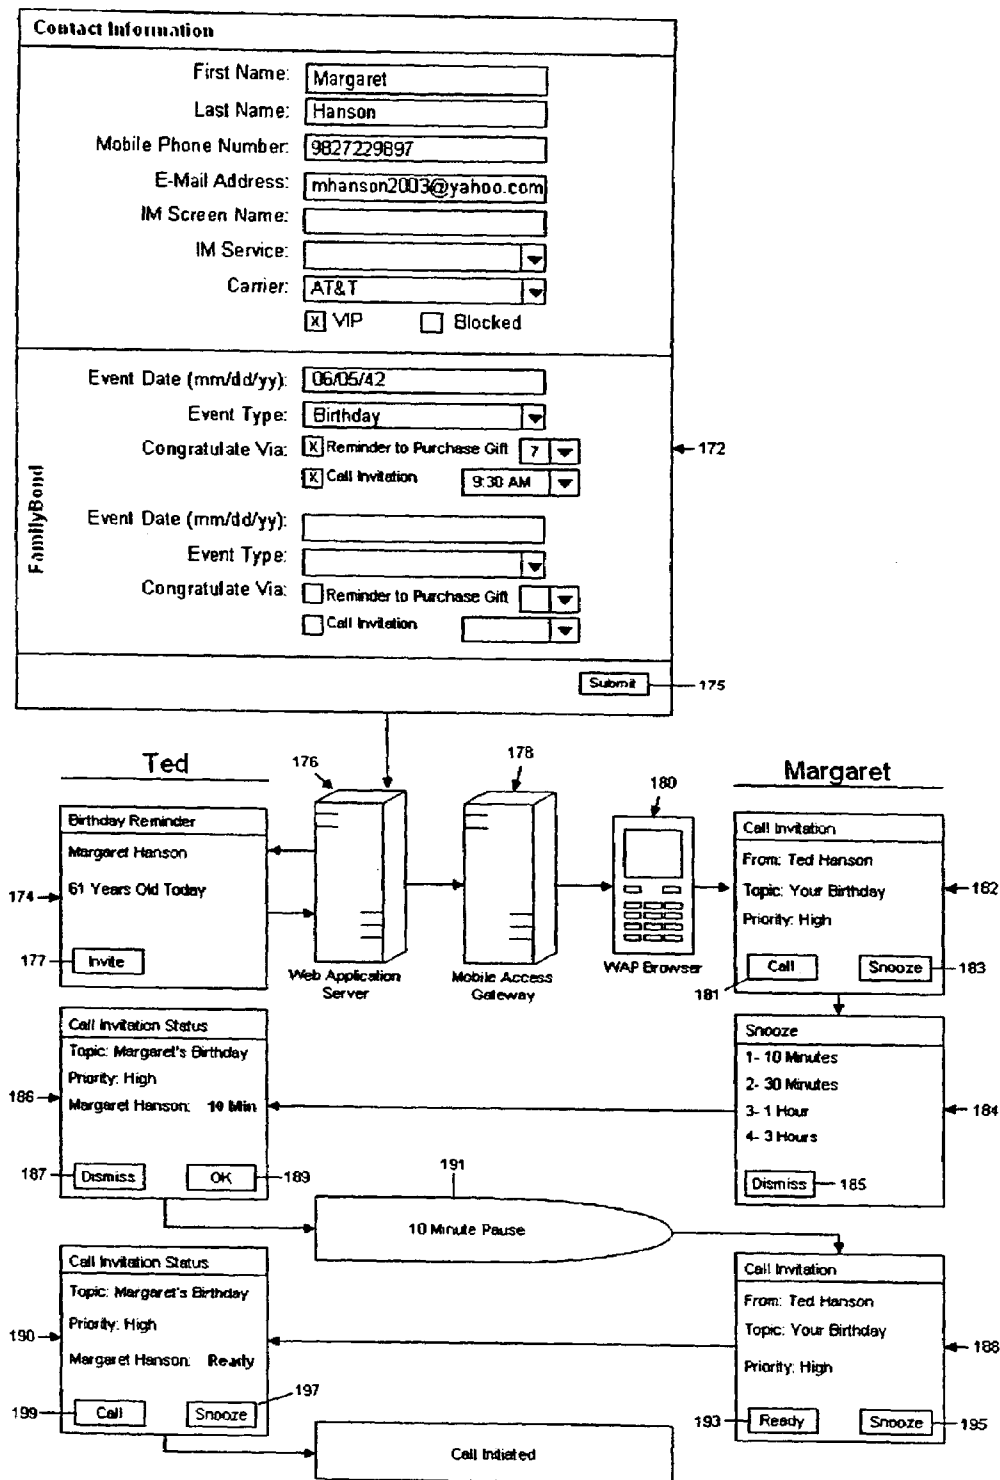 Contact Information
First Name: Margaret
Last Name: Hanson
Mobile Phone Number: 9827229897
E-Mail Address: mhanson2003@yahoo.com
IM Screen Name:
IM Service:
Carrier: AT&T
X VIP Blocked
FamilyBond
Event Date (mm/dd/yy): 06/05/42
Event Type: Birthday
Congratulate Via: X Reminder to Purchase Gift 7
172
X Call Invitation 9:30 AM
Event Date (mm/dd/yy):
Event Type:
Congratulate Via: Reminder to Purchase Gift
Call Invitation
Submit 175
Ted
Margaret
176
178
180
Birthday Reminder
Margaret Hanson
61 Years Old Today
174
177 Invite
Web Application
Server
Mobile Access
Gateway
WAP Browser
Call Invitation
From: Ted Hanson
Topic: Your Birthday
182
Priority: High
Call Snooze 183
181
Call Invitation Status
Topic: Margaret's Birthday
Priority: High
186
Margaret Hanson: 10 Min
187 Dismiss OK 189
Snooze
1- 10 Minutes
2- 30 Minutes
3- 1 Hour
184
4- 3 Hours
Dismiss 185
191
10 Minute Pause
Call Invitation Status
Topic: Margaret's Birthday
Priority: High
190
Margaret Hanson: Ready
197
199 Call Snooze
Call Invitation
From: Ted Hanson
Topic: Your Birthday
188
Priority: High
193 Ready Snooze 195
Call Initiated